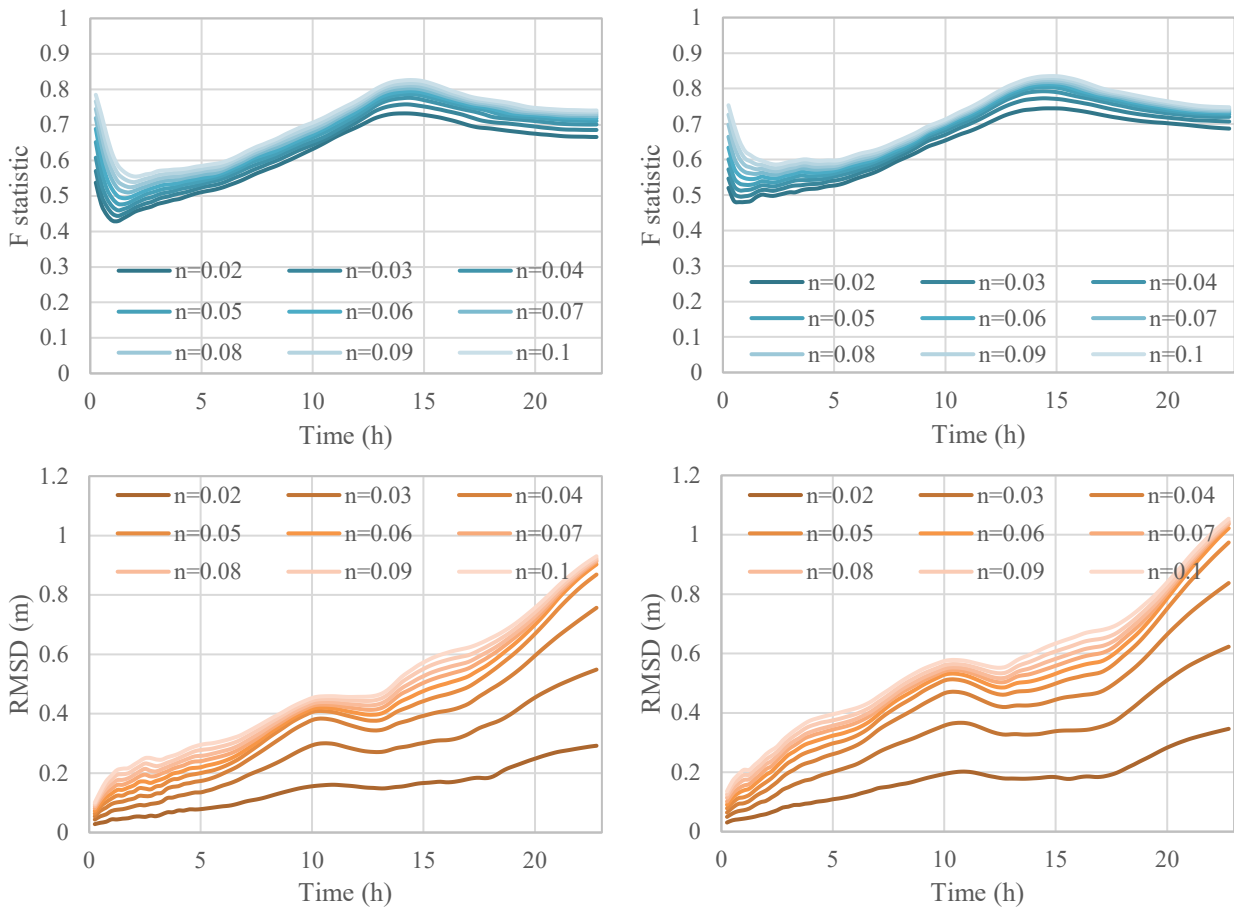 1
0.9
0.8
0.7
0.6
0.5
0.4
0.3
0.2
0.1
0
F statistic
n=0.02 n=0.03 n=0.04
n=0.05 n=0.06 n=0.07
n=0.08 n=0.09 n=0.1
0 5 10 15 20
Time (h)
1
0.9
0.8
0.7
0.6
0.5
0.4
0.3
0.2
0.1
0
F statistic
n=0.02 n=0.03 n=0.04
n=0.05 n=0.06 n=0.07
n=0.08 n=0.09 n=0.1
0 5 10 15 20
Time (h)
1.2
1
0.8
0.6
0.4
0.2
0
RMSD (m)
n=0.02 n=0.03 n=0.04
n=0.05 n=0.06 n=0.07
n=0.08 n=0.09 n=0.1
0 5 10 15 20
Time (h)
1.2
1
0.8
0.6
0.4
0.2
0
RMSD (m)
n=0.02 n=0.03 n=0.04
n=0.05 n=0.06 n=0.07
n=0.08 n=0.09 n=0.1
0 5 10 15 20
Time (h)